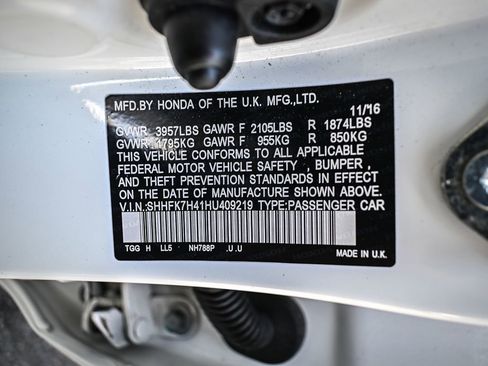 MFD.BY HONDA OF THE U.K. MFG.,LTD. 11/16
GVWR 3957LBS GAWR F 2105LBS R 1874LBS
GVWR 1795KG GAWR F 955KG R 850KG
THIS VEHICLE CONFORMS TO ALL APPLICABLE
FEDERAL MOTOR VEHICLE SAFETY , BUMPER ,
AND THEFT PREVENTION STANDARDS IN EFFECT
ON THE DATE OF MANUFACTURE SHOWN ABOVE.
V.I.N.:SHHFK7H41HU409219 TYPE:PASSENGER CAR
TGG H LL5 NH788P .U .U
MADE IN U.K.